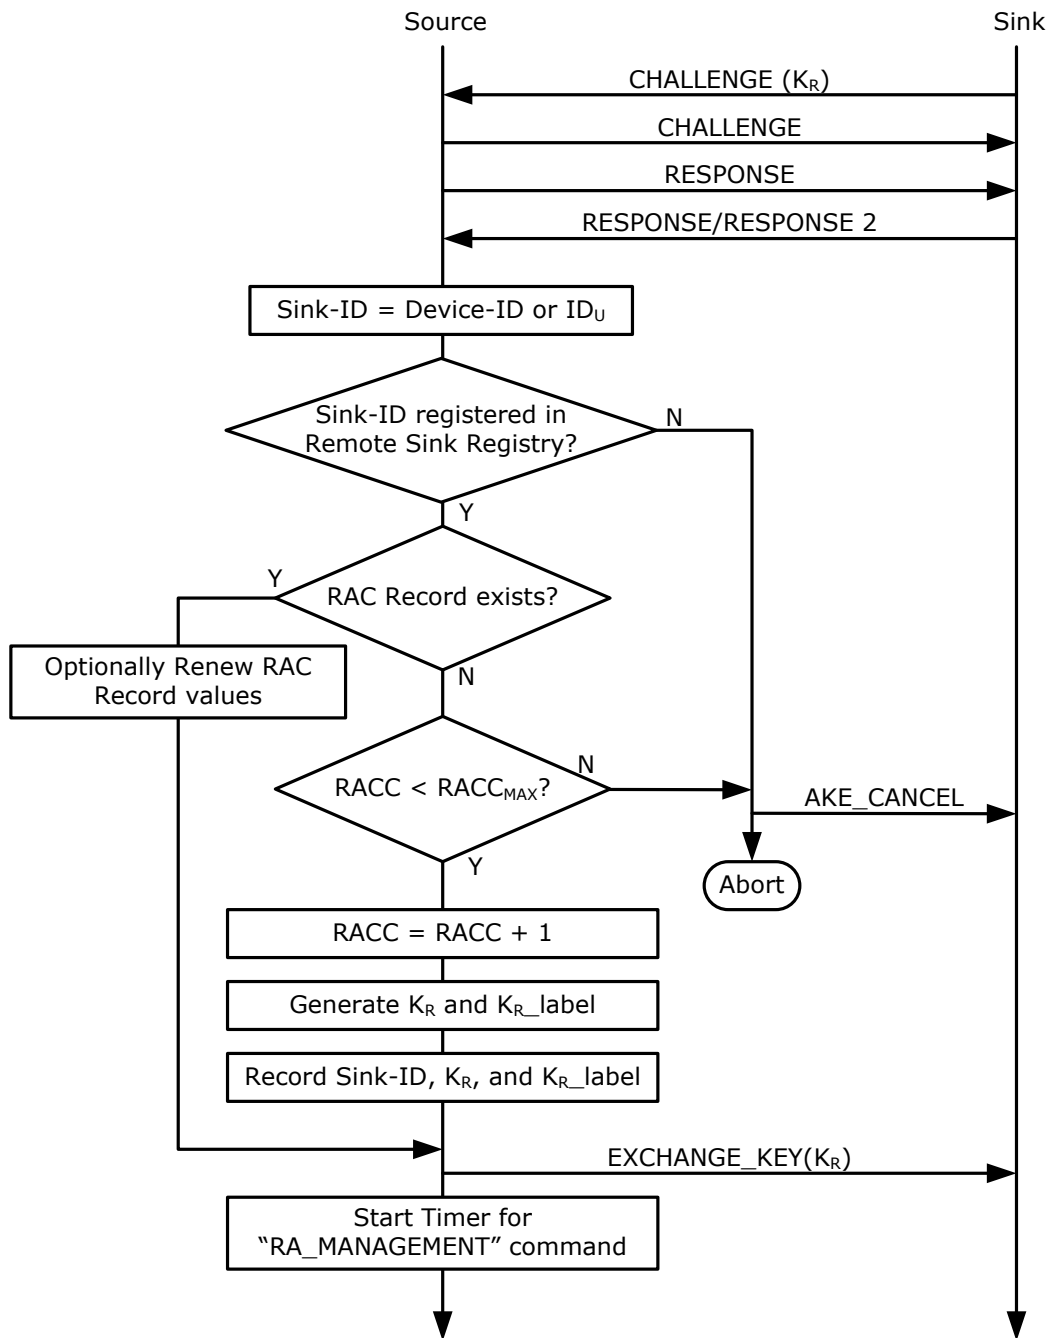 Source
Sink
CHALLENGE (KR)
CHALLENGE
RESPONSE
RESPONSE/RESPONSE 2
Sink-ID = Device-ID or IDU
Sink-ID registered in
Remote Sink Registry?
N
Y
Y
RAC Record exists?
Optionally Renew RAC
Record values
N
RACC < RACCMAX?
N
AKE_CANCEL
Y
Abort
RACC = RACC + 1
Generate KR and KR_label
Record Sink-ID, KR, and KR_label
EXCHANGE_KEY(KR)
Start Timer for
“RA_MANAGEMENT” command